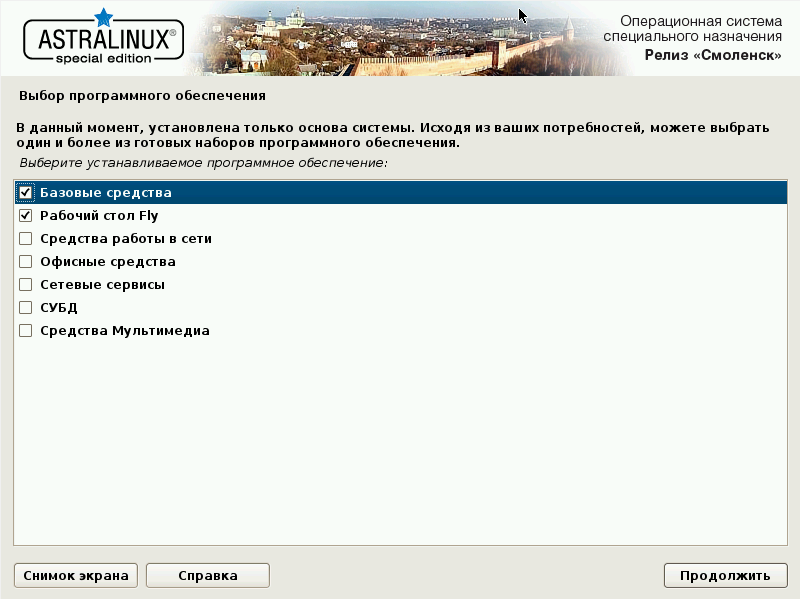 ASTRALINUX®
special edition
Операционная система
специального назначения
Релиз «Смоленск»
Выбор программного обеспечения
В данный момент, установлена только основа системы. Исходя из ваших потребностей, можете выбрать
один и более из готовых наборов программного обеспечения.
Выберите устанавливаемое программное обеспечение:
Базовые средства
Рабочий стол Fly
Средства работы в сети
Офисные средства
Сетевые сервисы
СУБД
Средства Мультимедиа
Снимок экрана
Справка
Продолжить